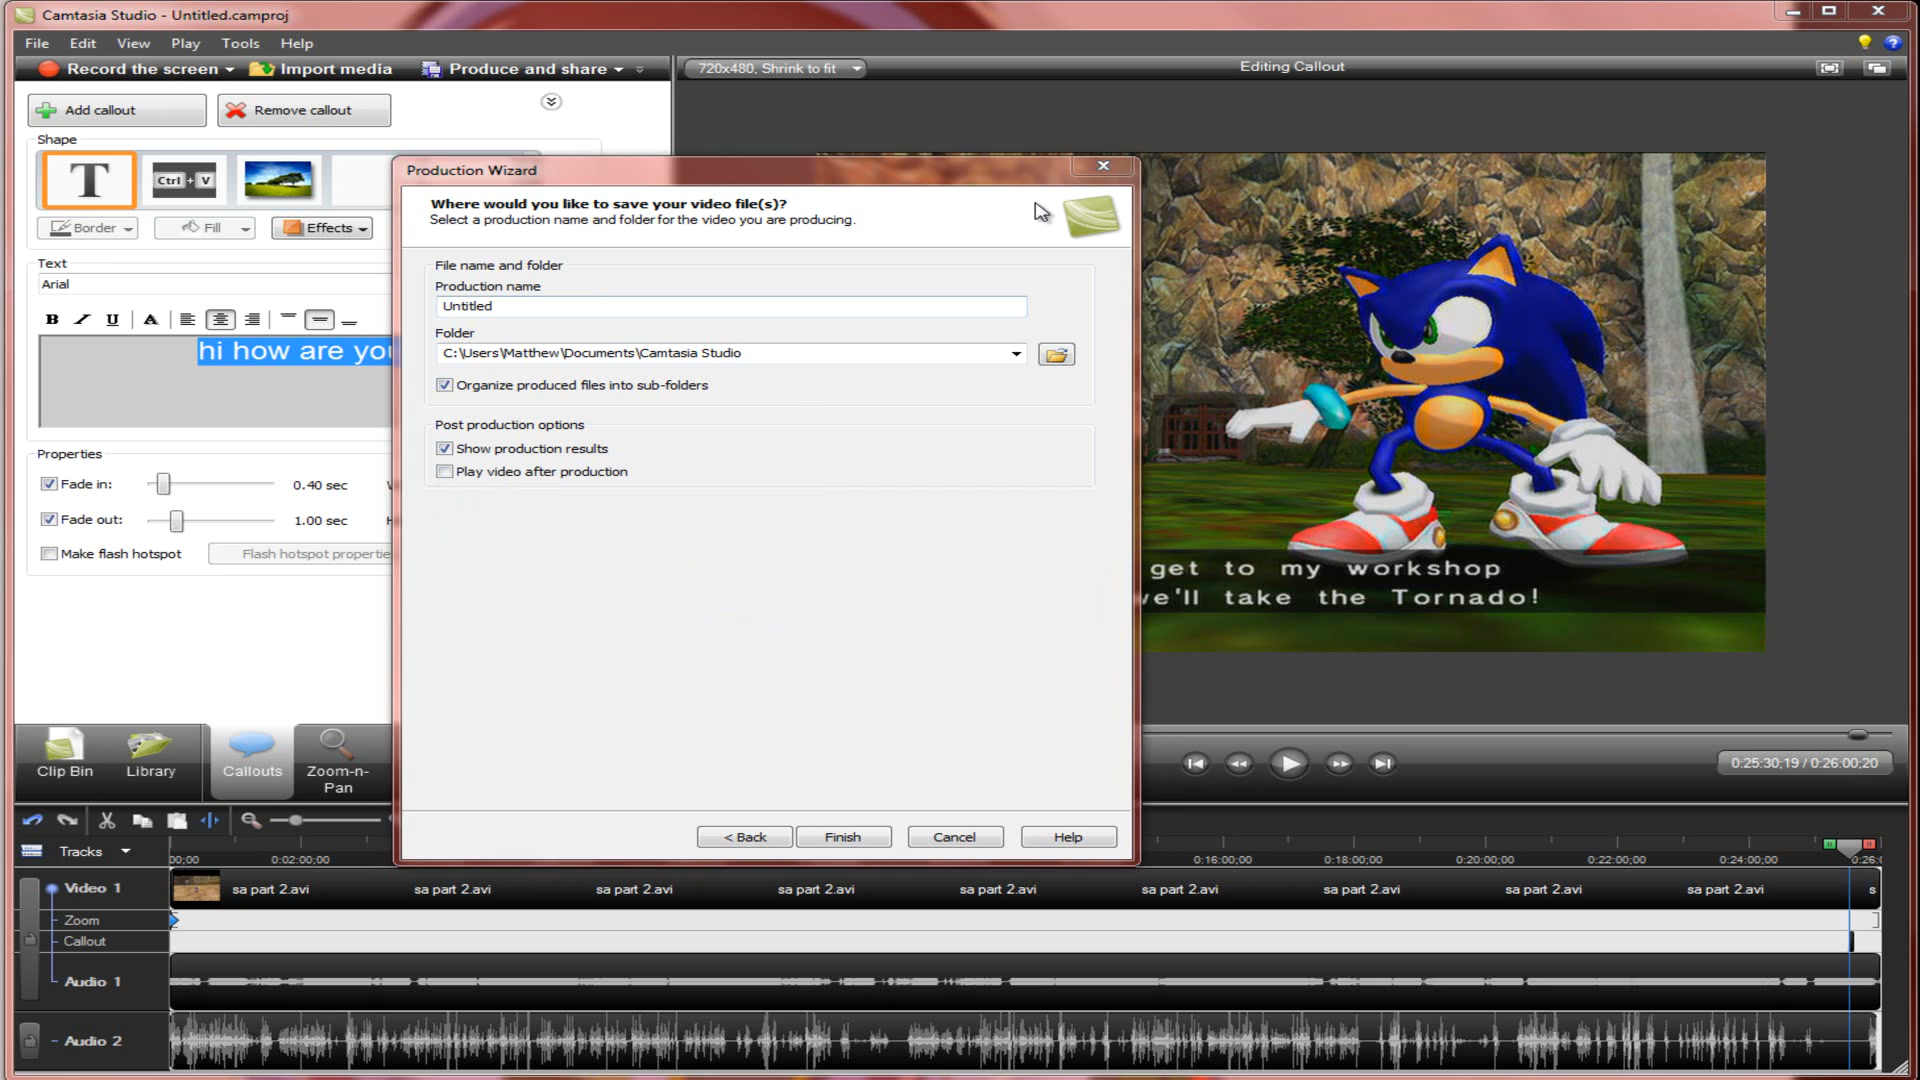 Camtasia Studio - Untitled.camproj
File Edit View Play Tools Help
Record the screen Import media Produce and share
720x480, Shrink to fit
Editing Callout
Add callout Remove callout
Shape
T Ctrl + V
Border Fill Effects
Text
Arial
B I U A
hi how are you
Properties
Fade in: 0.40 sec
Fade out: 1.00 sec
Make flash hotspot
Production Wizard
Where would you like to save your video file(s)?
Select a production name and folder for the video you are producing.
File name and folder
Production name
Untitled
Folder
C:\Users\Matthew\Documents\Camtasia Studio
Organize produced files into sub-folders
Post production options
Show production results
Play video after production
< Back Finish Cancel Help
get to my workshop
we'll take the Tornado!
Clip Bin Library Callouts Zoom-n-Pan
0:25:30;19 / 0:26:00;20
Tracks
00;00 0:02:00;00 0:16:00;00 0:18:00;00 0:20:00;00 0:22:00;00 0:24:00;00 0:26:
Video 1 sa part 2.avi sa part 2.avi sa part 2.avi sa part 2.avi sa part 2.avi sa part 2.avi sa part 2.avi sa part 2.avi sa part 2.avi s
Zoom
Callout
Audio 1
Audio 2